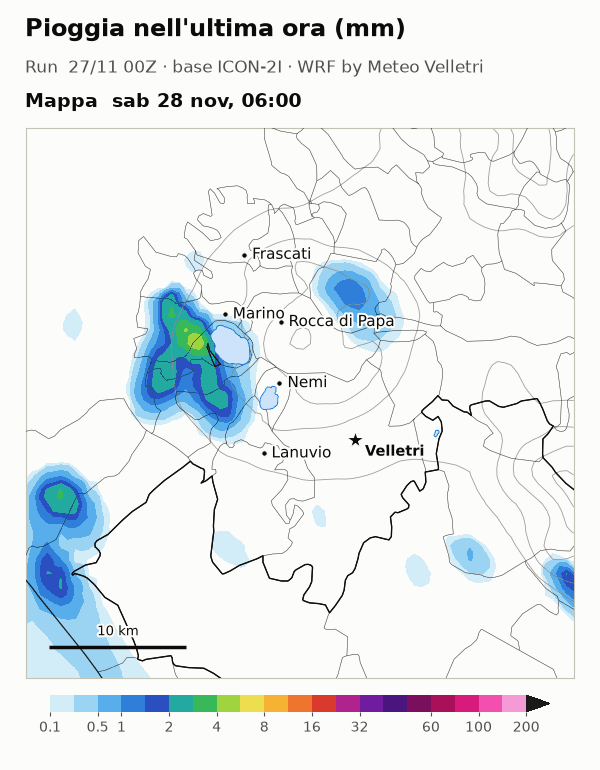 Pioggia nell'ultima ora (mm)
Run 27/11 00Z · base ICON-2I · WRF by Meteo Velletri
Mappa sab 28 nov, 06:00
Frascati
Marino
Rocca di Papa
Nemi
Velletri
Lanuvio
10 km
0.1 0.5 1 2 4 8 16 32 60 100 200